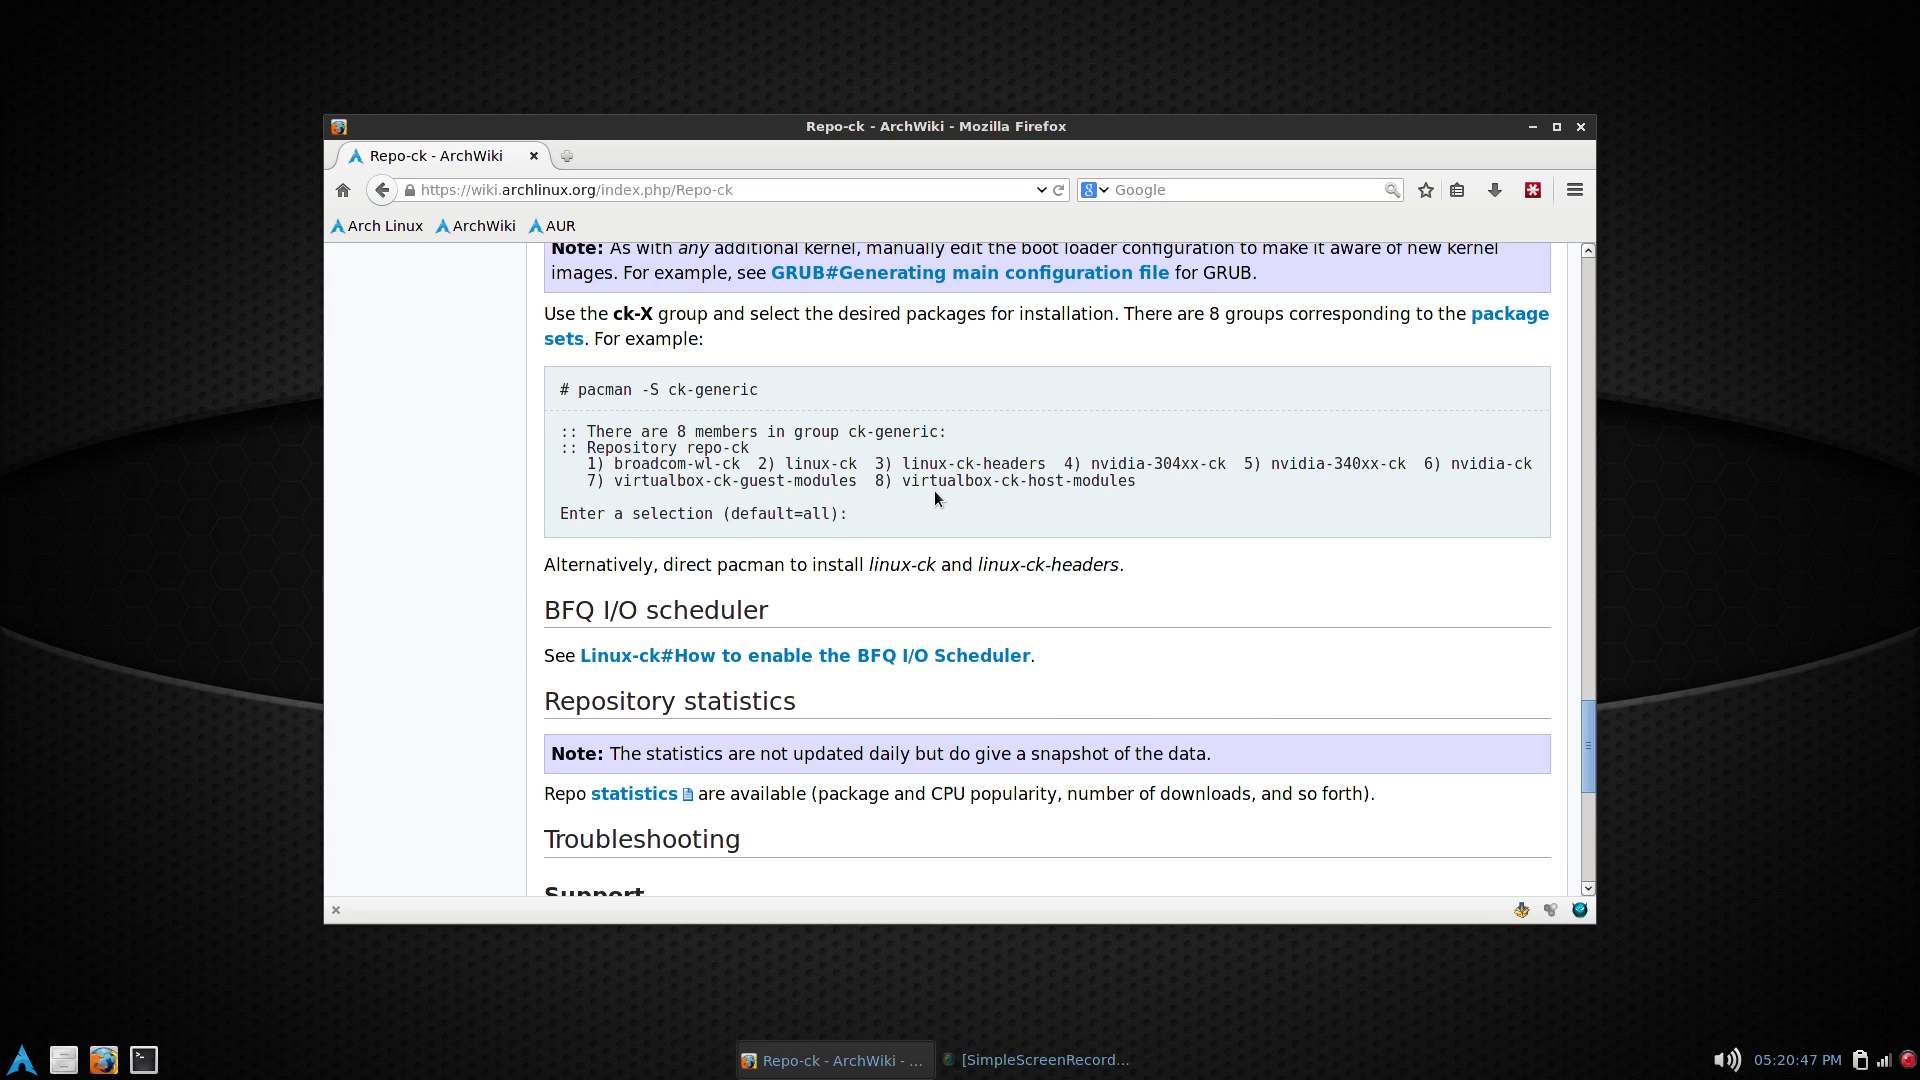 Repo-ck - ArchWiki - Mozilla Firefox
Repo-ck - ArchWiki
https://wiki.archlinux.org/index.php/Repo-ck
Google
Arch Linux ArchWiki AUR
Note: As with any additional kernel, manually edit the boot loader configuration to make it aware of new kernel
images. For example, see GRUB#Generating main configuration file for GRUB.
Use the ck-X group and select the desired packages for installation. There are 8 groups corresponding to the package
sets. For example:
# pacman -S ck-generic
:: There are 8 members in group ck-generic:
:: Repository repo-ck
1) broadcom-wl-ck 2) linux-ck 3) linux-ck-headers 4) nvidia-304xx-ck 5) nvidia-340xx-ck 6) nvidia-ck
7) virtualbox-ck-guest-modules 8) virtualbox-ck-host-modules
Enter a selection (default=all):
Alternatively, direct pacman to install linux-ck and linux-ck-headers.
BFQ I/O scheduler
See Linux-ck#How to enable the BFQ I/O Scheduler.
Repository statistics
Note: The statistics are not updated daily but do give a snapshot of the data.
Repo statistics are available (package and CPU popularity, number of downloads, and so forth).
Troubleshooting
Support
Repo-ck - ArchWiki - ... [SimpleScreenRecord... 05:20:47 PM